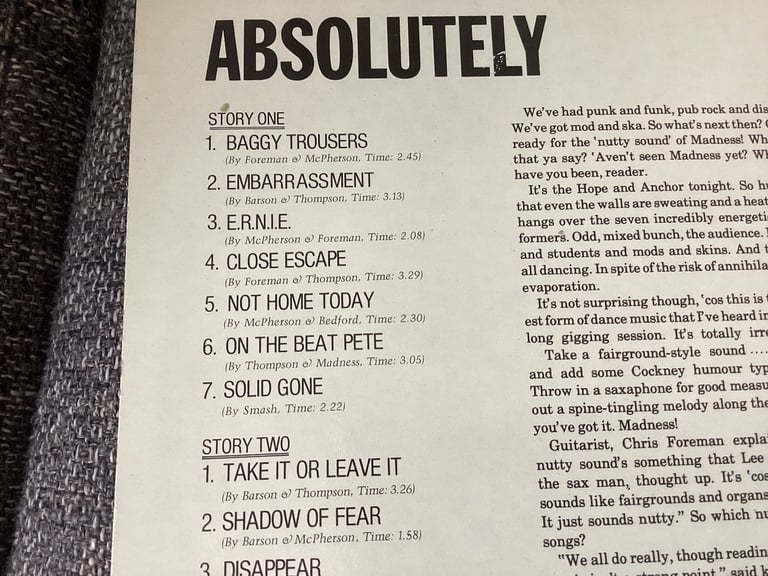 ABSOLUTELY
STORY ONE
1. BAGGY TROUSERS
(By Foreman & McPherson, Time: 2.45)
2. EMBARRASSMENT
(By Barson & Thompson, Time: 3.13)
3. E.R.N.I.E.
(By McPherson & Foreman, Time: 2.08)
4. CLOSE ESCAPE
(By Foreman & Thompson, Time: 3.29)
5. NOT HOME TODAY
(By McPherson & Bedford, Time: 2.30)
6. ON THE BEAT PETE
(By Thompson & Madness, Time: 3.05)
7. SOLID GONE
(By Smash, Time: 2.22)
STORY TWO
1. TAKE IT OR LEAVE IT
(By Barson & Thompson, Time: 3.26)
2. SHADOW OF FEAR
(By Barson & McPherson, Time: 1.58)
3. DISAPPEAR
We've had punk and funk, pub rock and dis
We've got mod and ska. So what's next then?
ready for the 'nutty sound' of Madness! Wh
that ya say? 'Aven't seen Madness yet? Wh
have you been, reader.
It's the Hope and Anchor tonight. So h
that even the walls are sweating and a heat
hangs over the seven incredibly energeti
formers. Odd, mixed bunch, the audience.
and students and mods and skins. And t
all dancing. In spite of the risk of annihila
evaporation.
It's not surprising though, 'cos this is
est form of dance music that I've heard in
long gigging session. It's totally irre
Take a fairground-style sound ....
and add some Cockney humour typ
Throw in a saxaphone for good measu
out a spine-tingling melody along the
you've got it. Madness!
Guitarist, Chris Foreman expla
nutty sound's something that Lee
the sax man, thought up. It's 'cos
sounds like fairgrounds and organs
It just sounds nutty." So which nu
songs?
"We all do really, though readin
point," said k